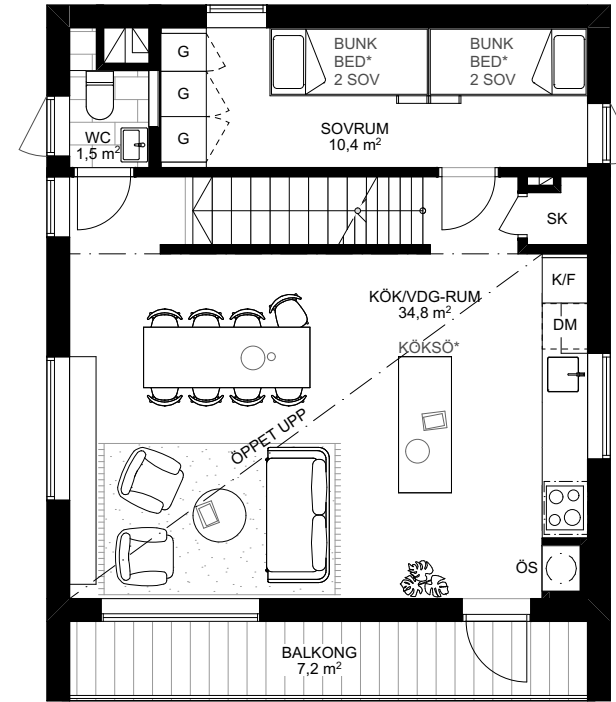 G
BUNK
BED*
2 SOV
BUNK
BED*
2 SOV
G
WC
1,5 m²
G
SOVRUM
10,4 m²
SK
K/F
KÖK/VDG-RUM
34,8 m²
DM
KÖKSÖ*
ÖPPET UPP
ÖS
BALKONG
7,2 m²